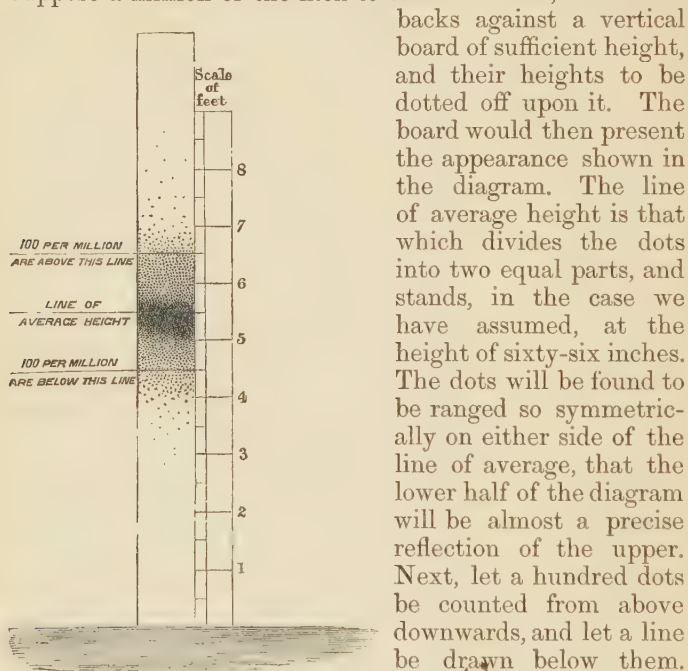 backs against a vertical
board of sufficient height,
and their heights to be
dotted off upon it. The
board would then present
the appearance shown in
the diagram. The line
of average height is that
which divides the dots
into two equal parts, and
stands, in the case we
have assumed, at the
height of sixty-six inches.
The dots will be found to
be ranged so symmetric-
ally on either side of the
line of average, that the
lower half of the diagram
will be almost a precise
reflection of the upper.
Next, let a hundred dots
be counted from above
downwards, and let a line
be drawn below them.
Scale
of
feet
8
7
100 PER MILLION
ARE ABOVE THIS LINE
6
LINE OF
AVERAGE HEIGHT
5
100 PER MILLION
ARE BELOW THIS LINE
4
3
2
1